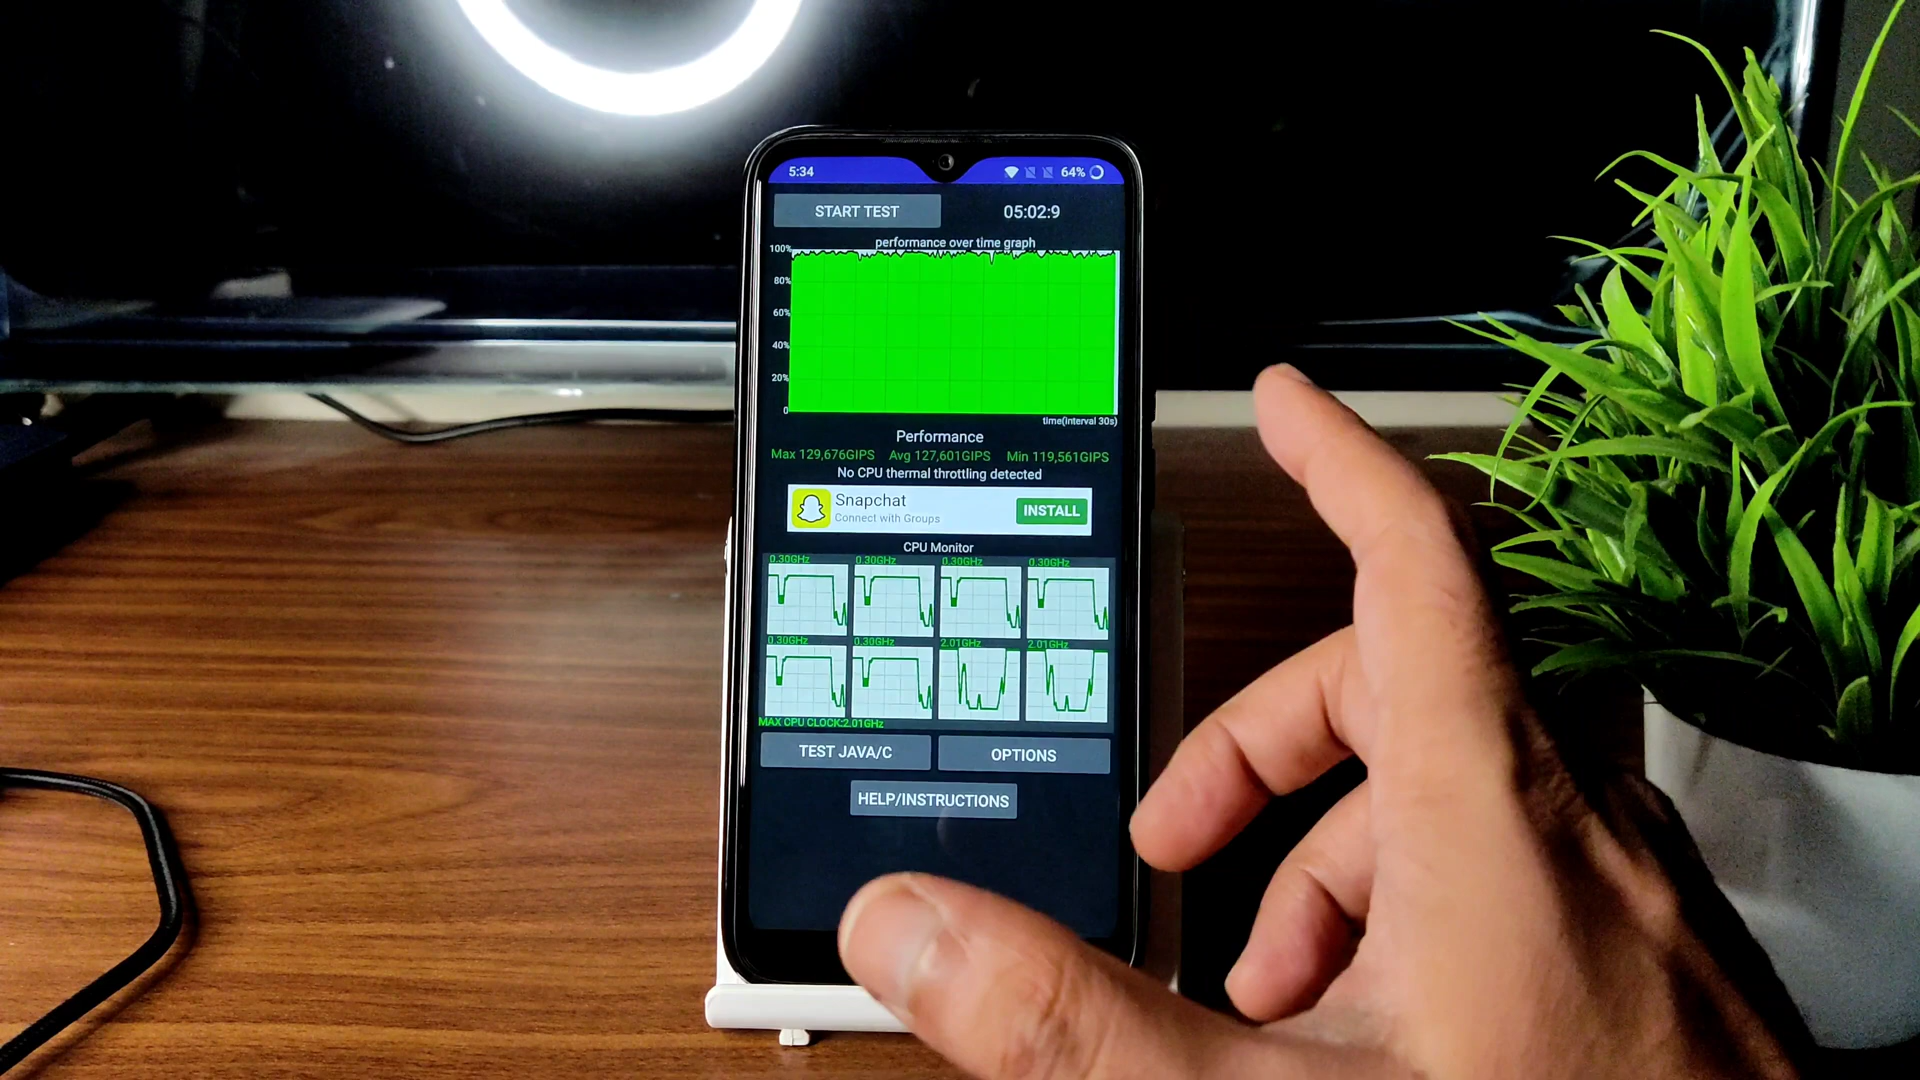 5:34 64%
START TEST 05:02:9
performance over time graph
100%
80%
60%
40%
20%
0
time(interval 30s)
Performance
Max 129,676GIPS Avg 127,601GIPS Min 119,561GIPS
No CPU thermal throttling detected
Snapchat
Connect with Groups
INSTALL
CPU Monitor
0.30GHz 0.30GHz 0.30GHz 0.30GHz
0.30GHz 0.30GHz 2.01GHz 2.01GHz
MAX CPU CLOCK:2.01GHz
TEST JAVA/C OPTIONS
HELP/INSTRUCTIONS